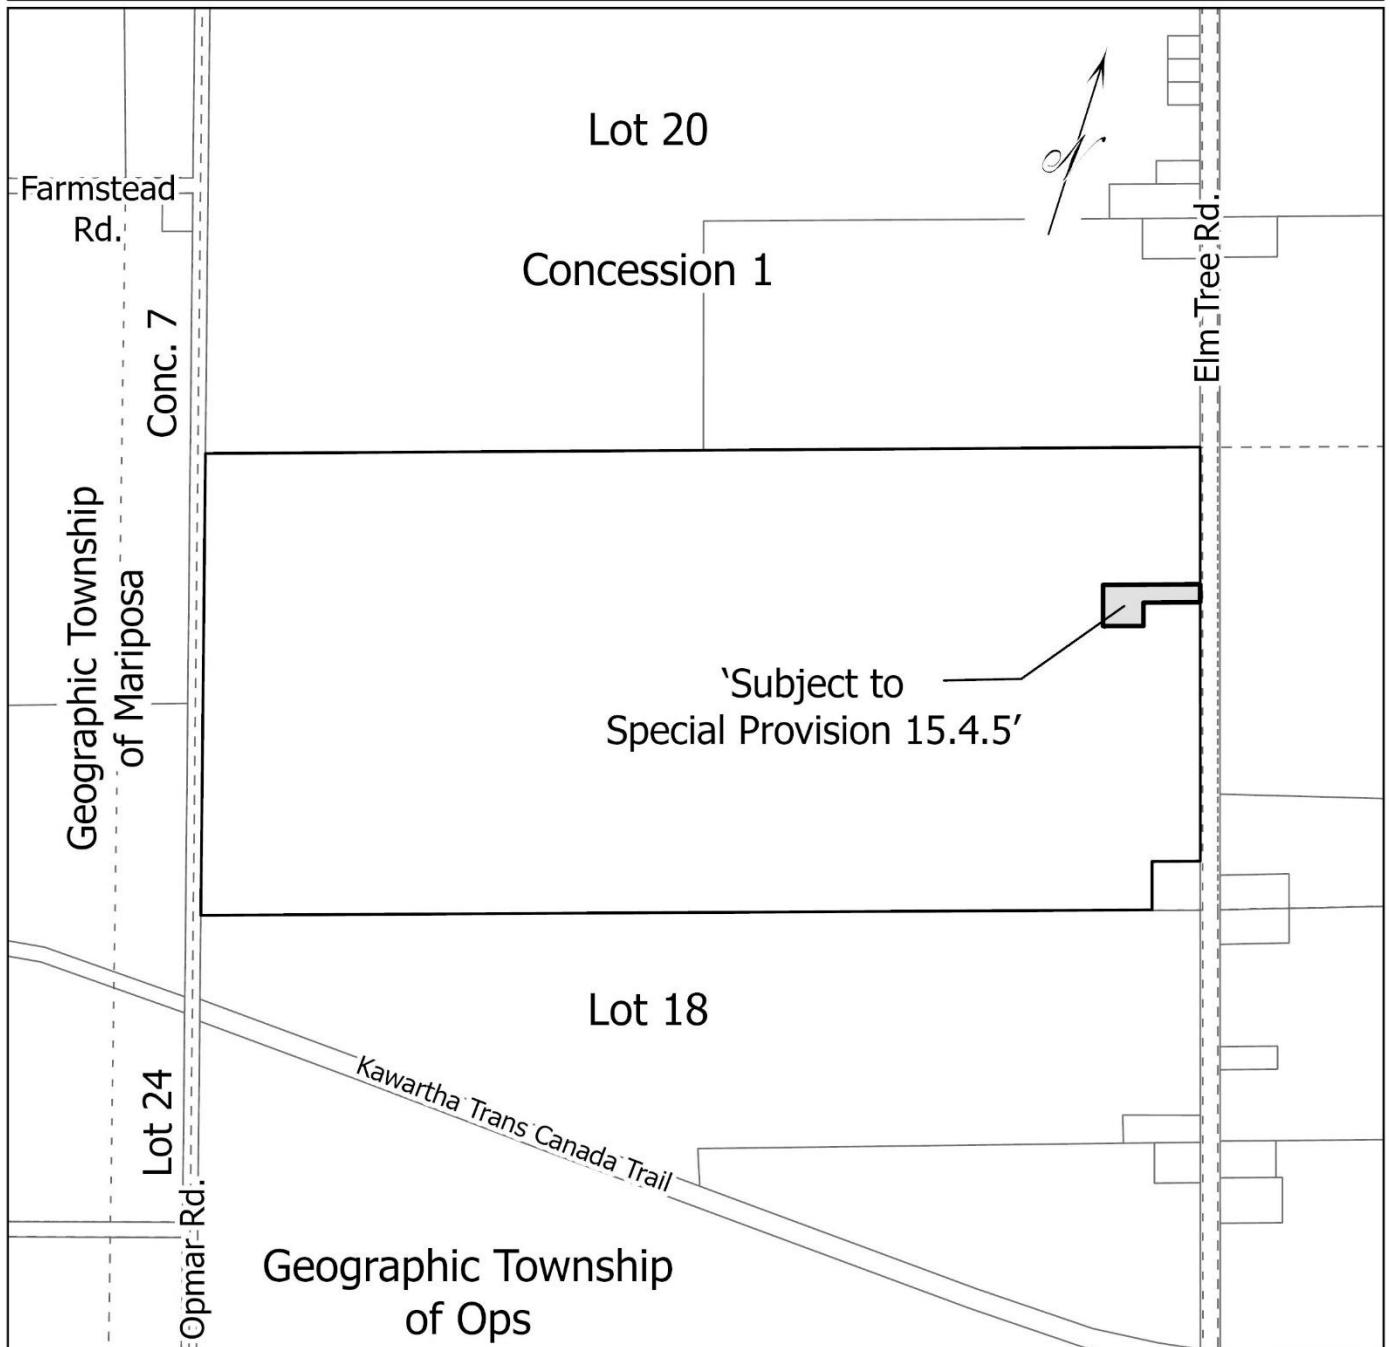 Lot 20
Farmstead
Rd.
Concession 1
Elm Tree Rd.
Conc. 7
Geographic Township
of Mariposa
‘Subject to
Special Provision 15.4.5’
Lot 18
Kawartha Trans Canada Trail
Lot 24
Opmar Rd.
Geographic Township
of Ops
N